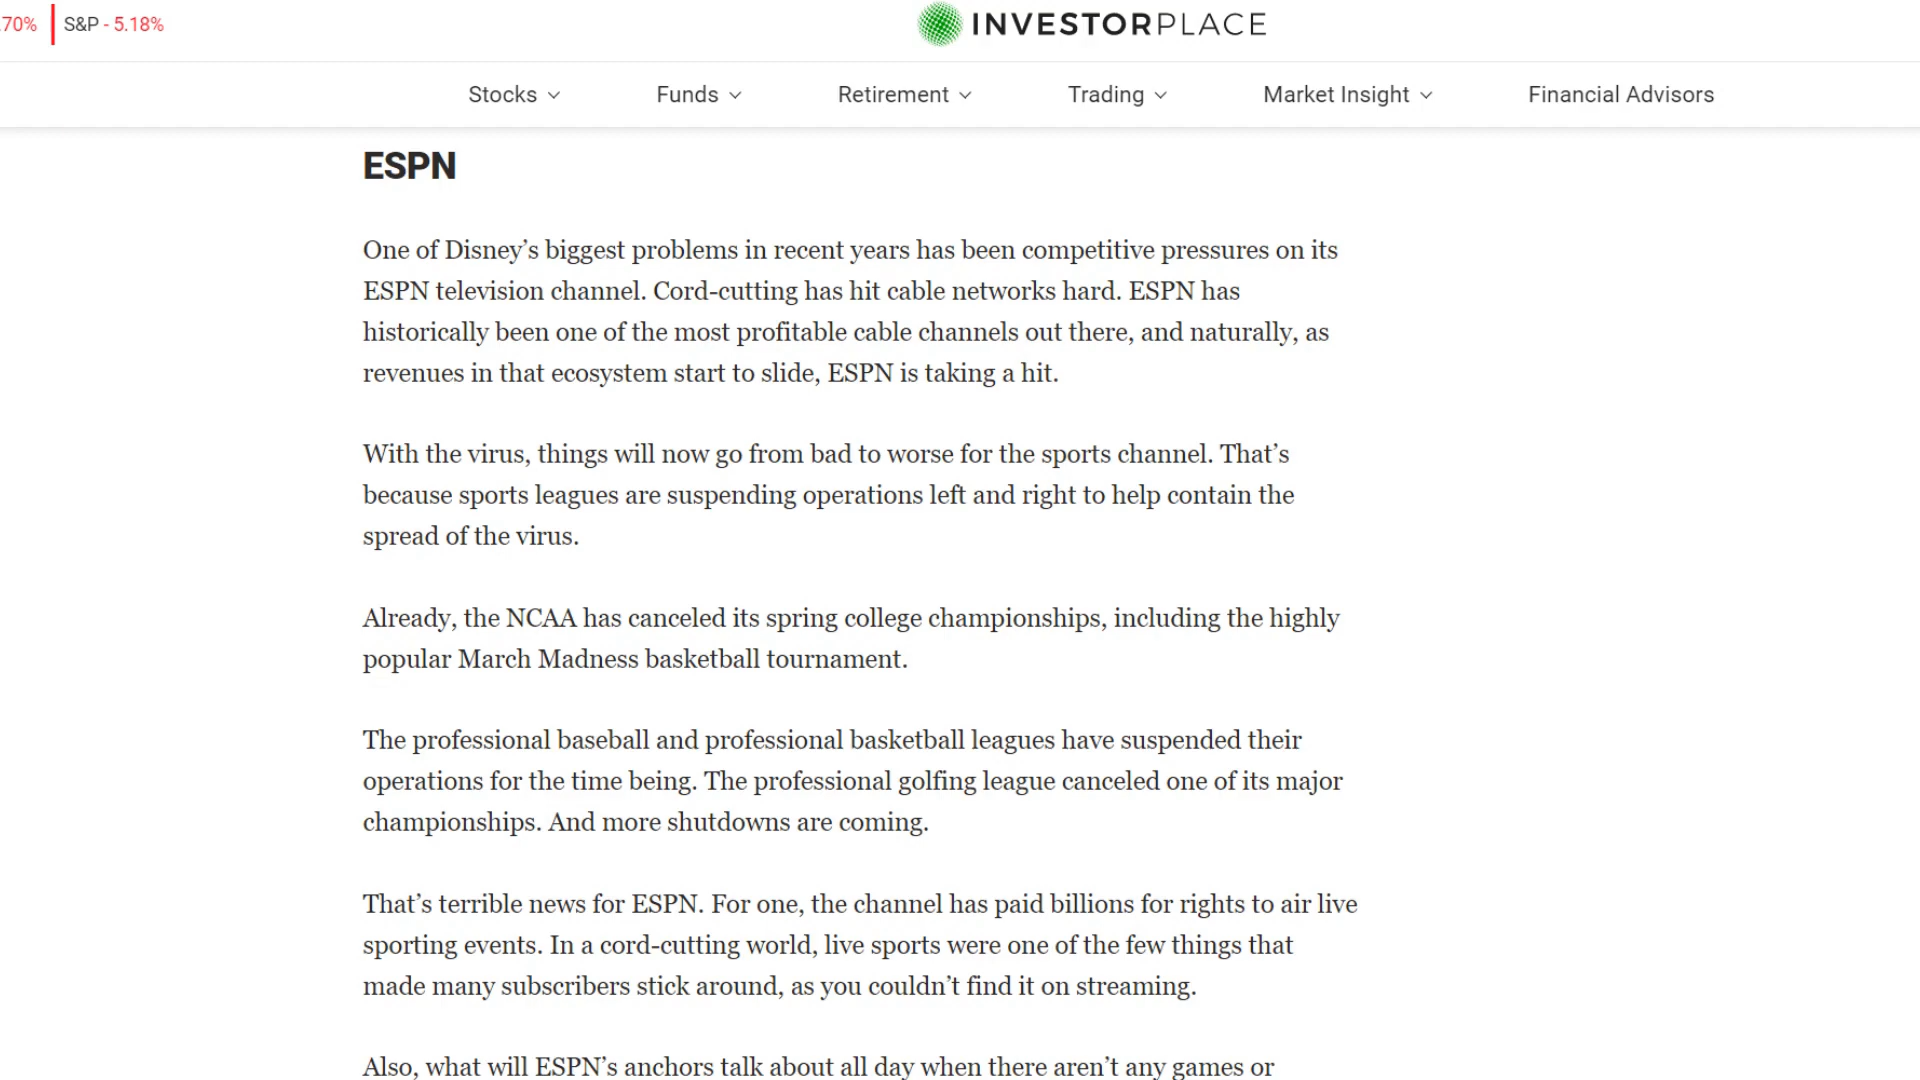 .70% S&P - 5.18%
INVESTORPLACE
Stocks Funds Retirement Trading Market Insight Financial Advisors
ESPN
One of Disney’s biggest problems in recent years has been competitive pressures on its
ESPN television channel. Cord-cutting has hit cable networks hard. ESPN has
historically been one of the most profitable cable channels out there, and naturally, as
revenues in that ecosystem start to slide, ESPN is taking a hit.
With the virus, things will now go from bad to worse for the sports channel. That’s
because sports leagues are suspending operations left and right to help contain the
spread of the virus.
Already, the NCAA has canceled its spring college championships, including the highly
popular March Madness basketball tournament.
The professional baseball and professional basketball leagues have suspended their
operations for the time being. The professional golfing league canceled one of its major
championships. And more shutdowns are coming.
That’s terrible news for ESPN. For one, the channel has paid billions for rights to air live
sporting events. In a cord-cutting world, live sports were one of the few things that
made many subscribers stick around, as you couldn’t find it on streaming.
Also, what will ESPN’s anchors talk about all day when there aren’t any games or